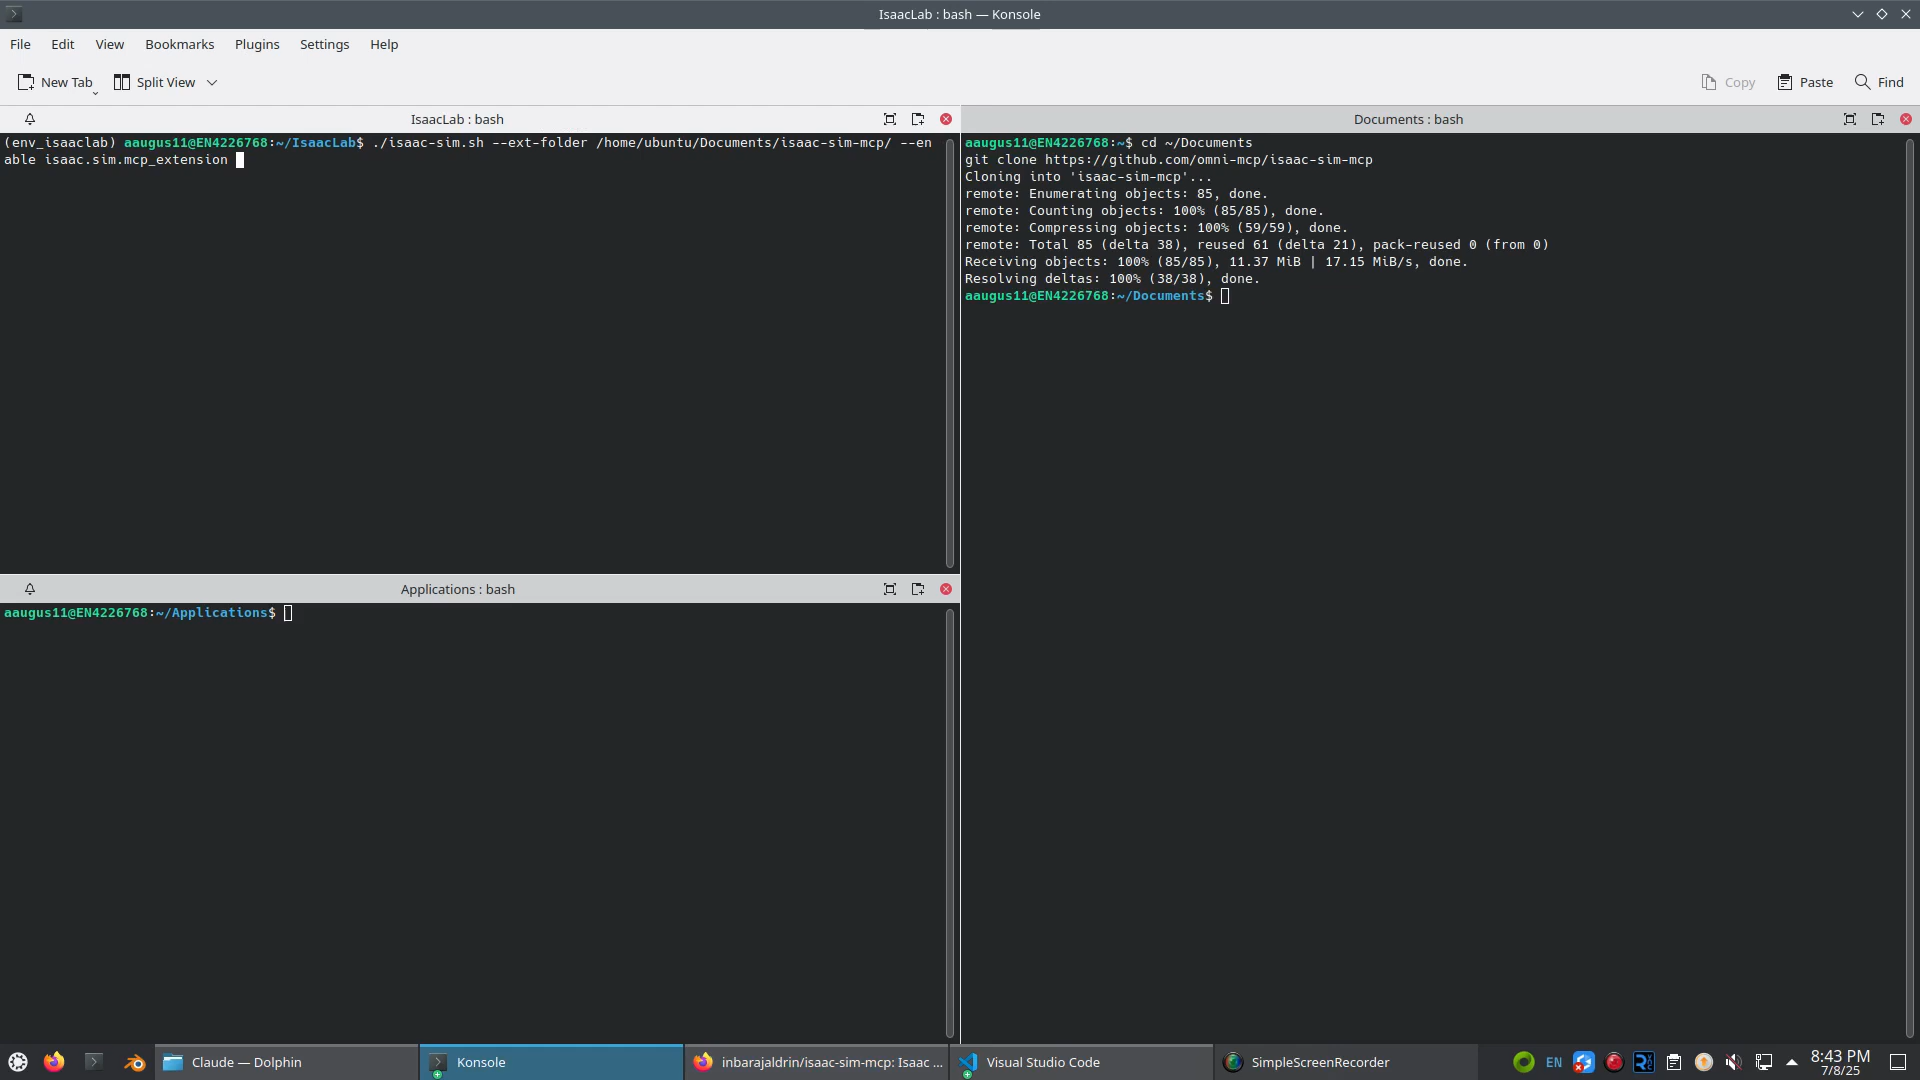 IsaacLab : bash — Konsole
File Edit View Bookmarks Plugins Settings Help
New Tab Split View Copy Paste Find
IsaacLab : bash
(env_isaaclab) aaugus11@EN4226768:~/IsaacLab$ ./isaac-sim.sh --ext-folder /home/ubuntu/Documents/isaac-sim-mcp/ --en
able isaac.sim.mcp_extension
Applications : bash
aaugus11@EN4226768:~/Applications$
Documents : bash
aaugus11@EN4226768:~$ cd ~/Documents
git clone https://github.com/omni-mcp/isaac-sim-mcp
Cloning into 'isaac-sim-mcp'...
remote: Enumerating objects: 85, done.
remote: Counting objects: 100% (85/85), done.
remote: Compressing objects: 100% (59/59), done.
remote: Total 85 (delta 38), reused 61 (delta 21), pack-reused 0 (from 0)
Receiving objects: 100% (85/85), 11.37 MiB | 17.15 MiB/s, done.
Resolving deltas: 100% (38/38), done.
aaugus11@EN4226768:~/Documents$
Claude — Dolphin Konsole inbarajaldrin/isaac-sim-mcp: Isaac ... Visual Studio Code SimpleScreenRecorder EN 8:43 PM
7/8/25